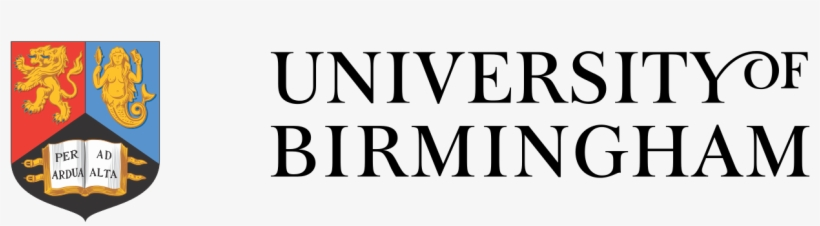 PER AD
ARDUA ALTA
UNIVERSITY OF
BIRMINGHAM